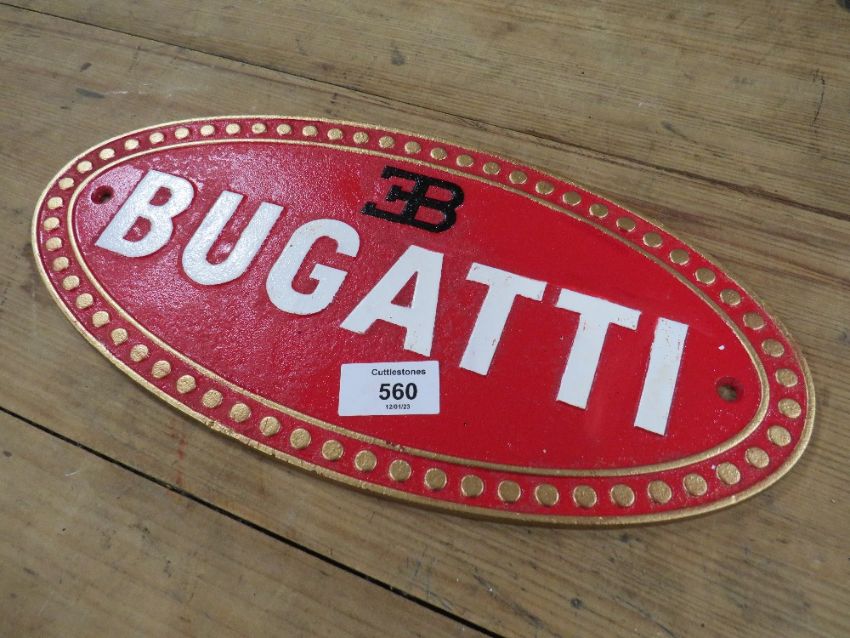 EB
BUGATTI
Cuttlestones
560
12/01/23